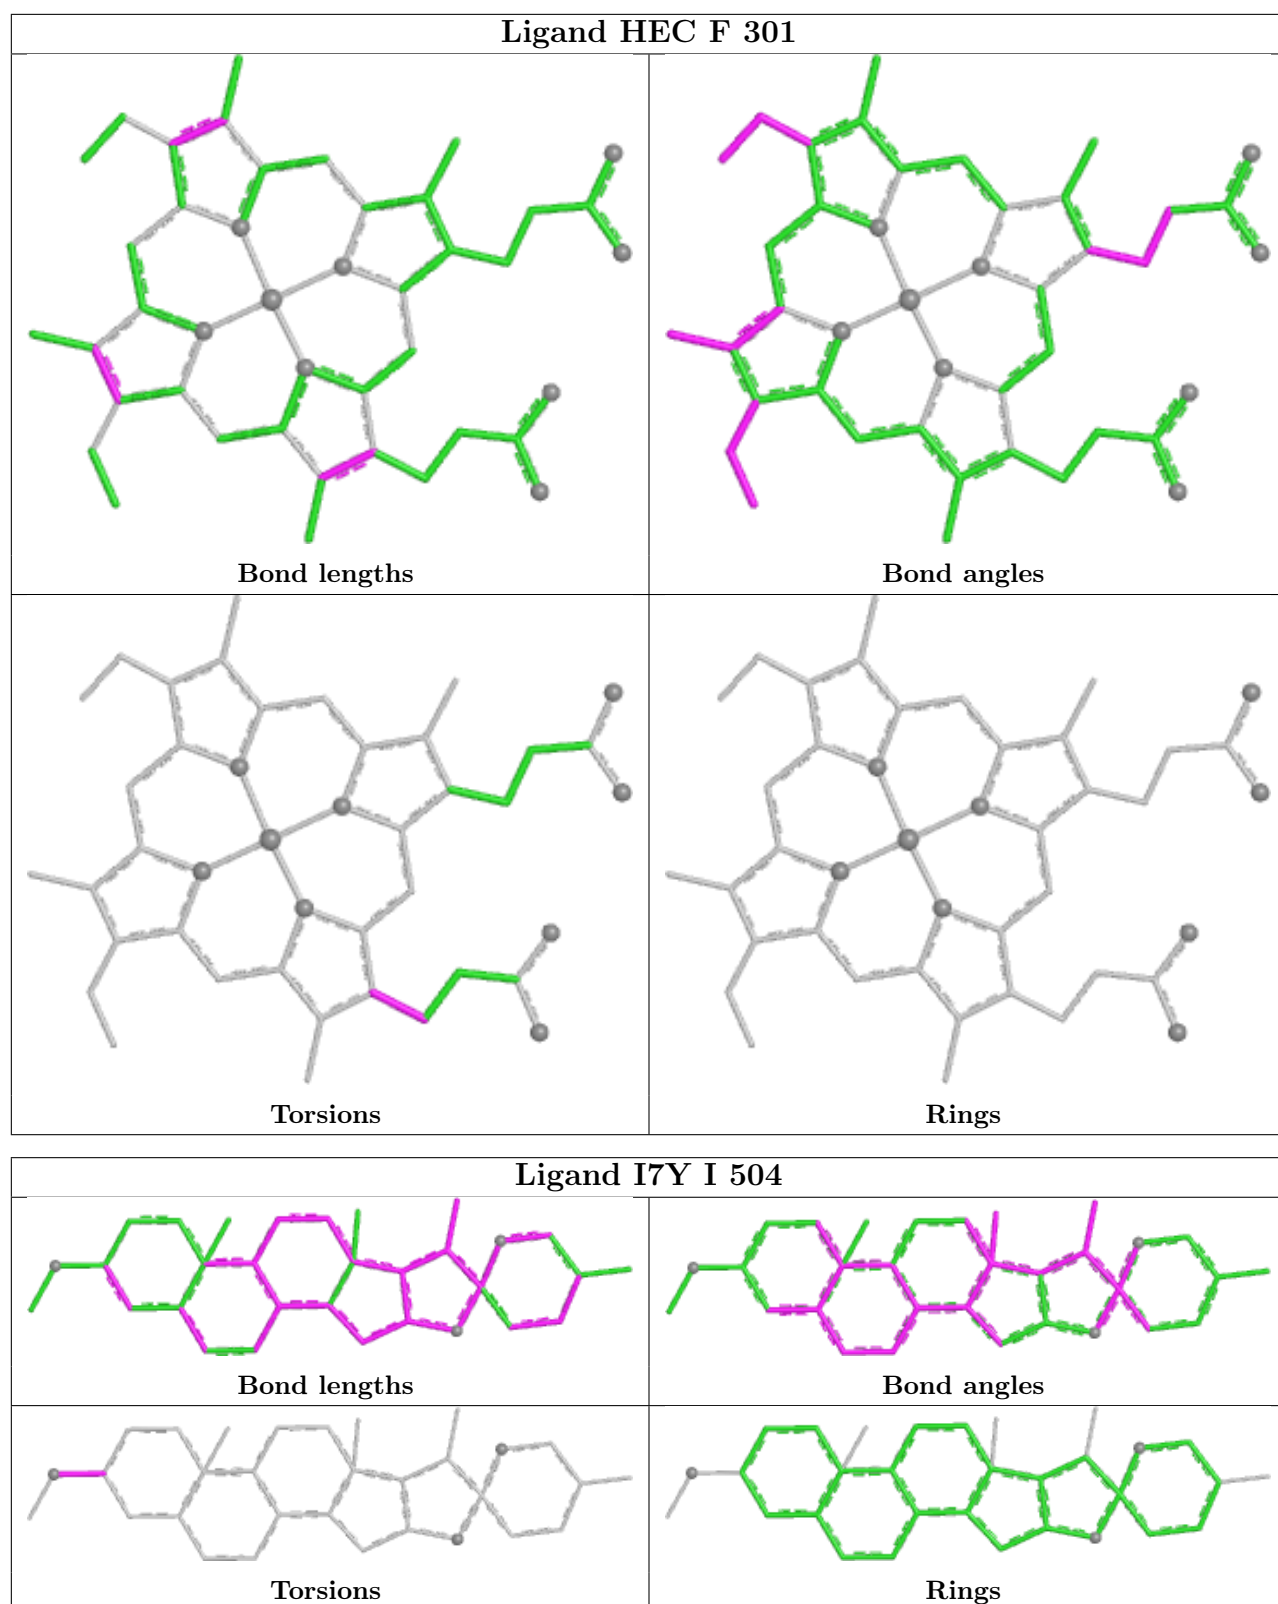 Ligand HEC F 301
Bond lengths
Bond angles
Torsions
Rings
Ligand I7Y I 504
Bond lengths
Bond angles
Torsions
Rings